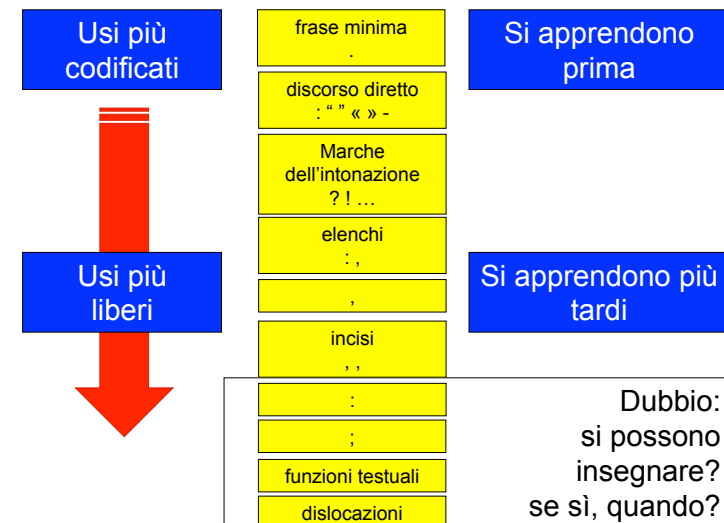 Usi più
codificati
frase minima
.
Si apprendono
prima
discorso diretto
: “ ” « » -
Marche
dell’intonazione
? ! …
elenchi
: ,
Usi più
liberi
,
Si apprendono più
tardi
incisi
, ,
:
;
funzioni testuali
dislocazioni
Dubbio:
si possono
insegnare?
se sì, quando?